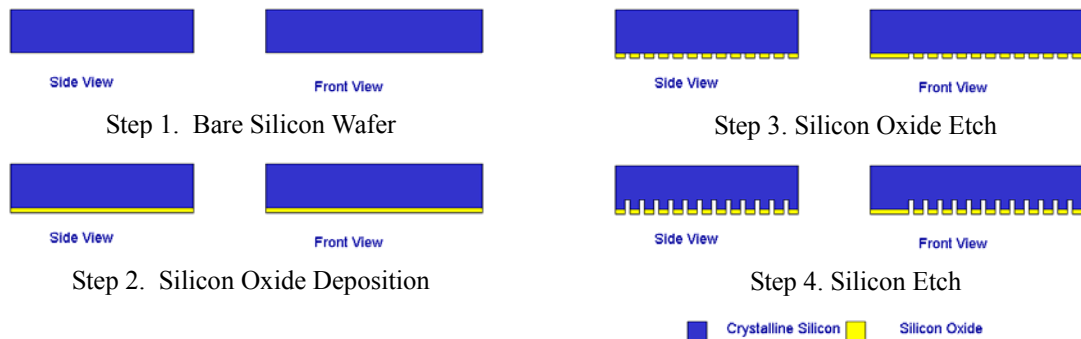 Side View
Front View
Step 1. Bare Silicon Wafer
Side View
Front View
Step 2. Silicon Oxide Deposition
Side View
Front View
Step 3. Silicon Oxide Etch
Side View
Front View
Step 4. Silicon Etch
Crystalline Silicon
Silicon Oxide